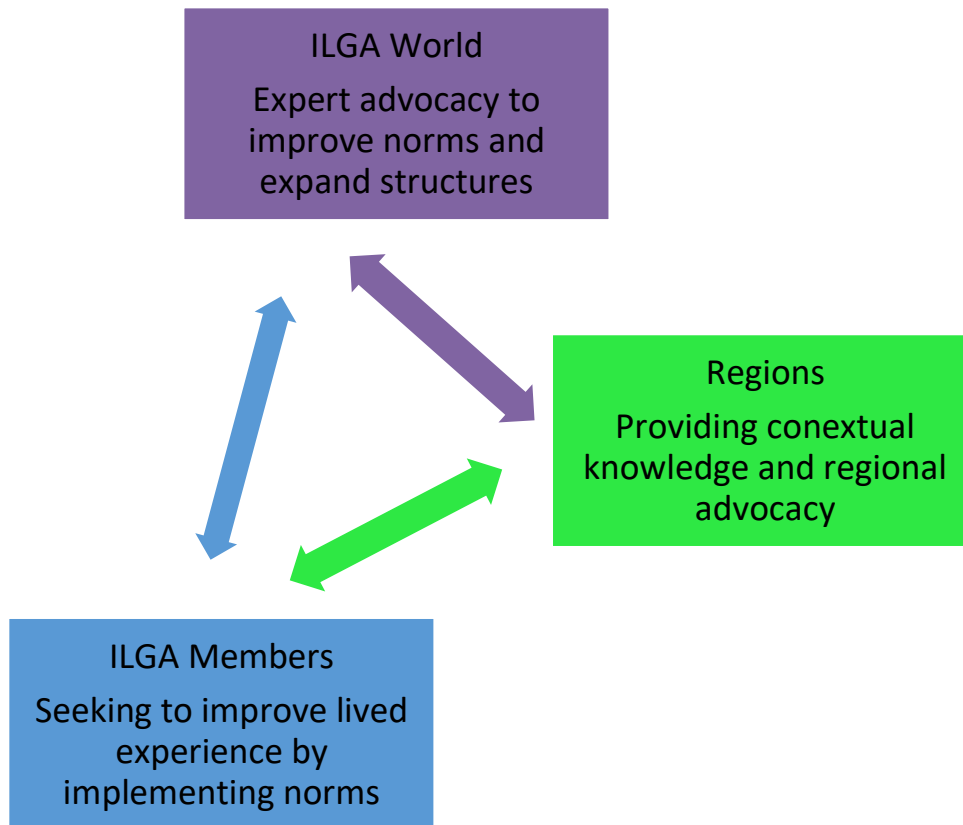 ILGA World
Expert advocacy to
improve norms and
expand structures
Regions
Providing conextual
knowledge and regional
advocacy
ILGA Members
Seeking to improve lived
experience by
implementing norms